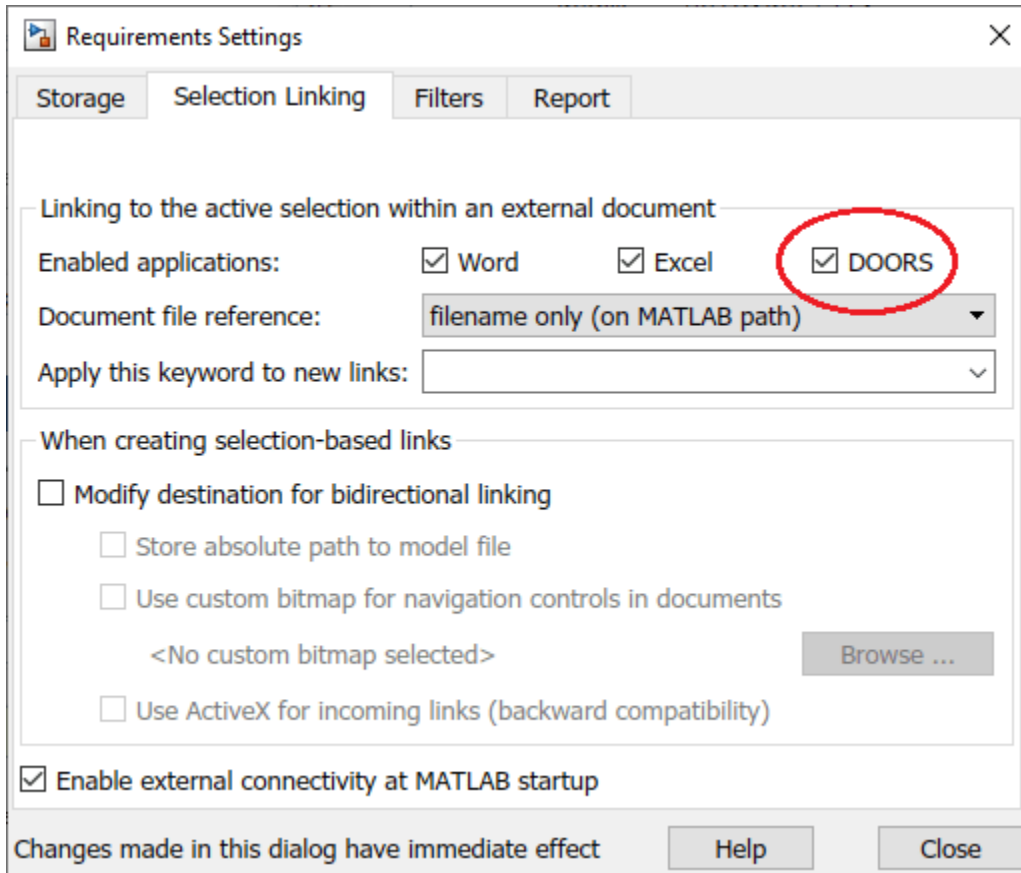 Requirements Settings
Storage Selection Linking Filters Report
Linking to the active selection within an external document
Enabled applications: Word Excel DOORS
Document file reference: filename only (on MATLAB path)
Apply this keyword to new links:
When creating selection-based links
Modify destination for bidirectional linking
Store absolute path to model file
Use custom bitmap for navigation controls in documents
<No custom bitmap selected> Browse ...
Use ActiveX for incoming links (backward compatibility)
Enable external connectivity at MATLAB startup
Changes made in this dialog have immediate effect Help Close